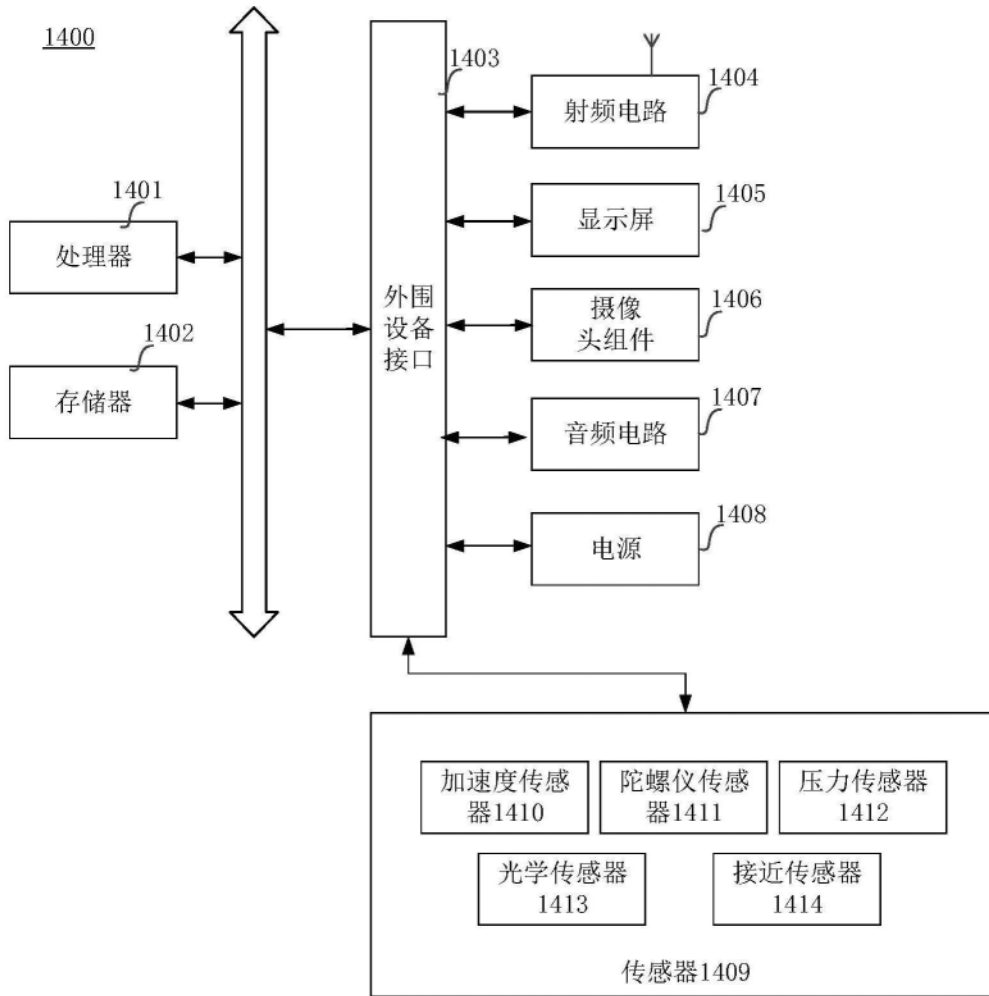 1400
1401
处理器
1402
存储器
1403
外围
设备
接口
1404
射频电路
1405
显示屏
1406
摄像
头组件
1407
音频电路
1408
电源
加速度传感
器1410
陀螺仪传感
器1411
压力传感器
1412
光学传感器
1413
接近传感器
1414
传感器1409